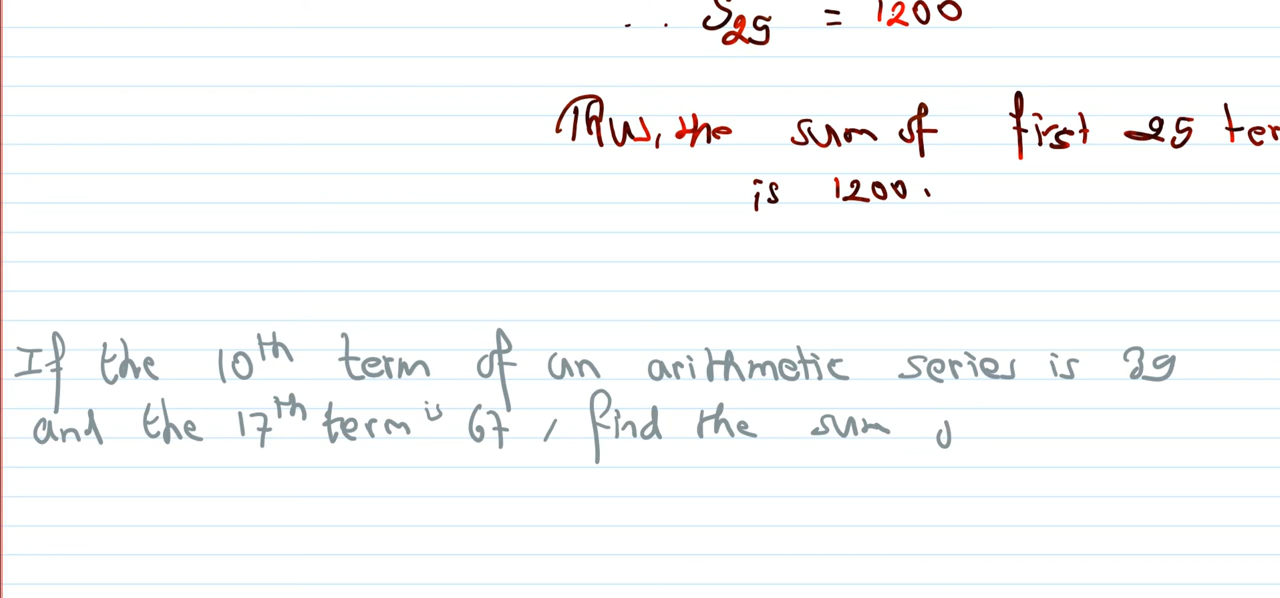 ∴ S25 = 1200
Thus, the sum of first 25 ter
is 1200.
If the 10th term of an arithmetic series is 39
and the 17th term is 67, find the sum o